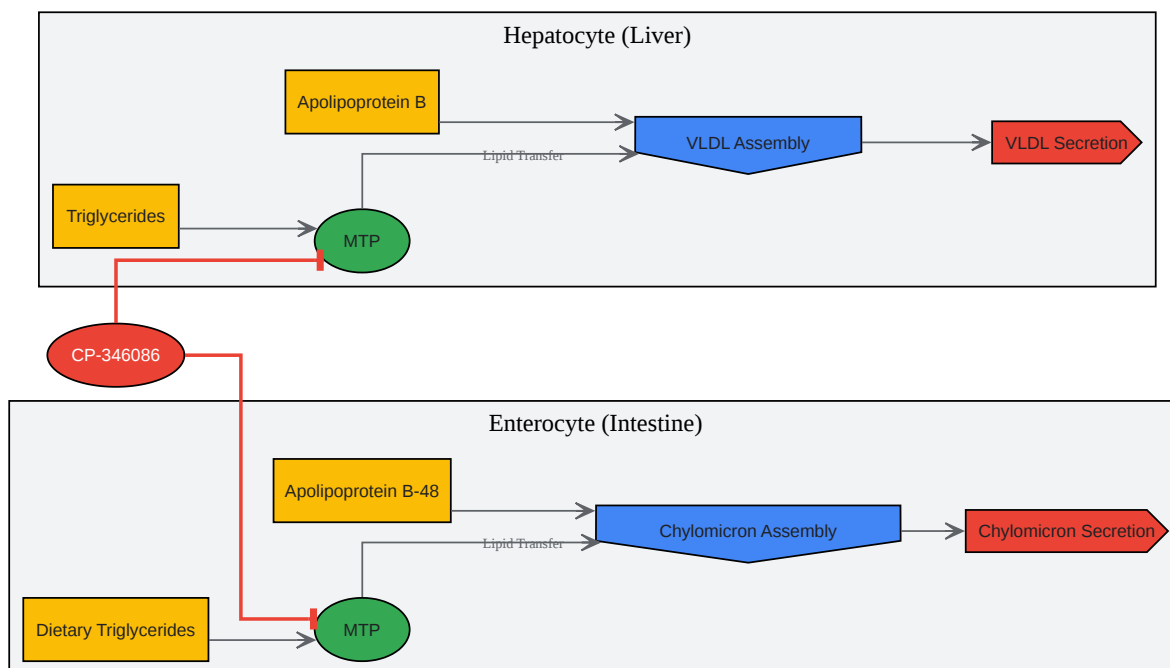 Hepatocyte (Liver)
Apolipoprotein B
VLDL Assembly
VLDL Secretion
Lipid Transfer
Triglycerides
MTP
CP-346086
Enterocyte (Intestine)
Apolipoprotein B-48
Chylomicron Assembly
Chylomicron Secretion
Lipid Transfer
Dietary Triglycerides
MTP